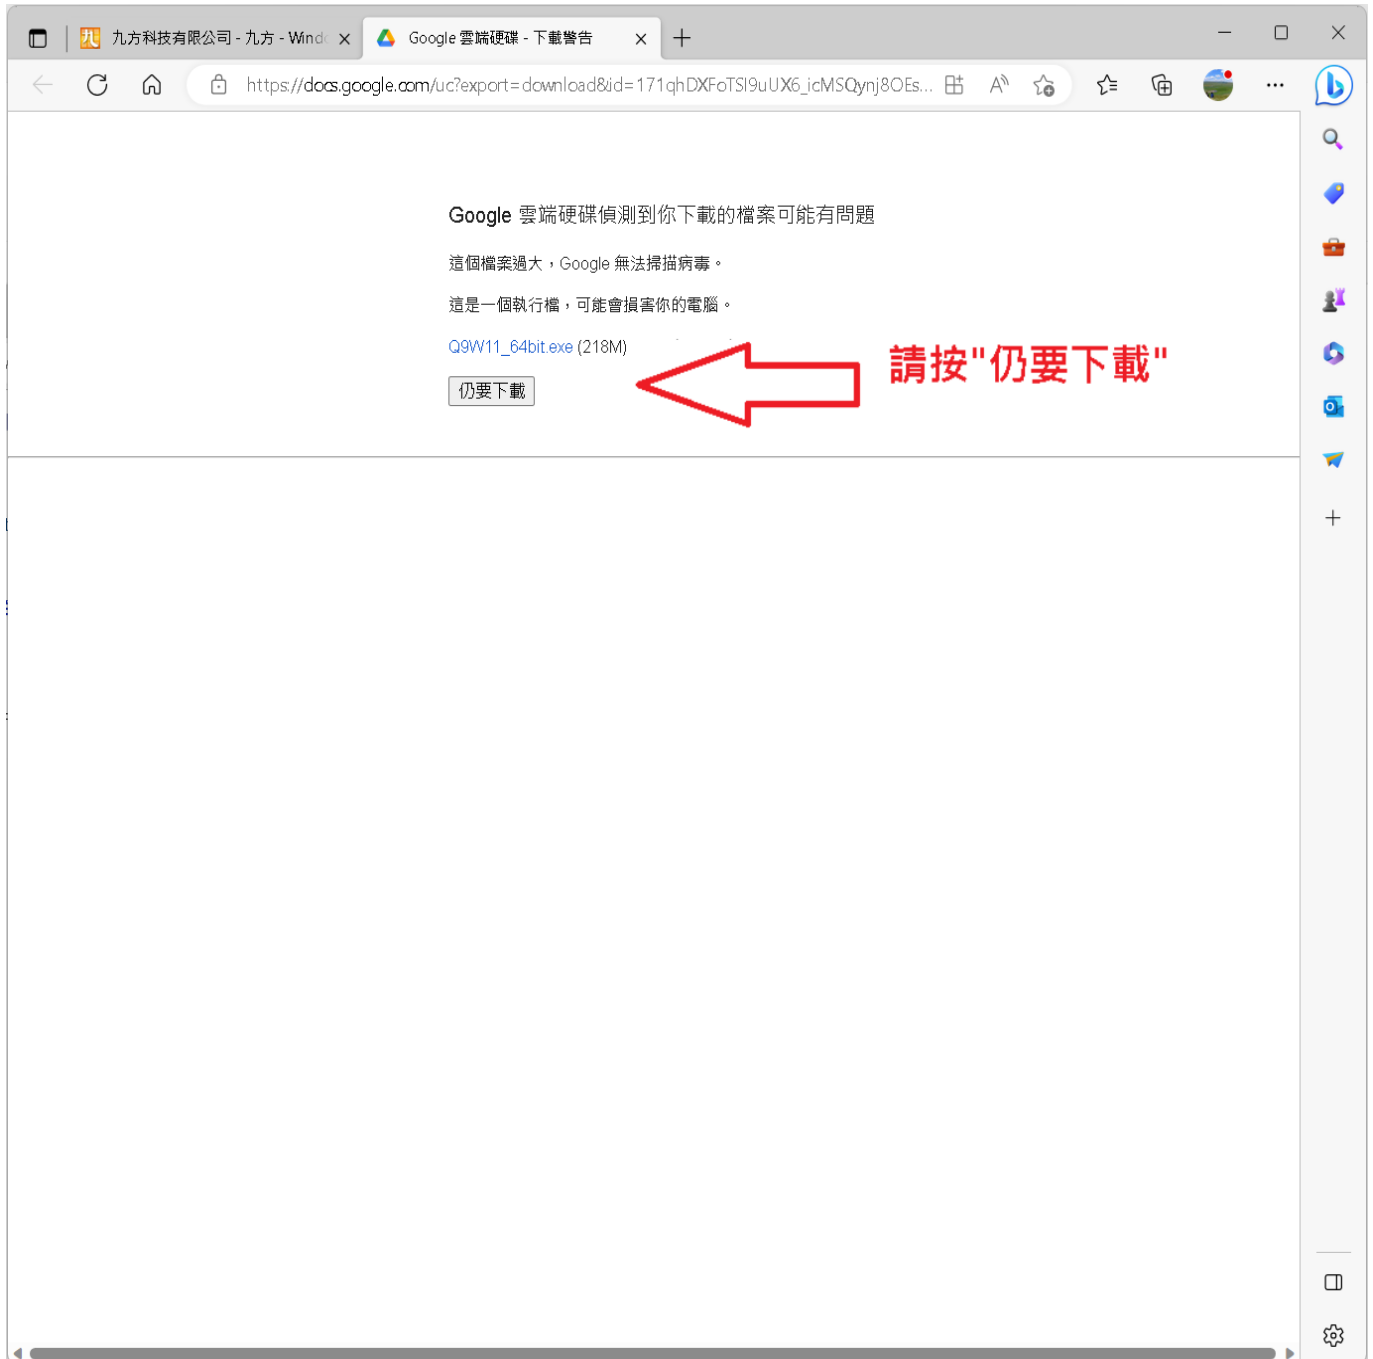 九方科技有限公司 - 九方 - Wind
Google 雲端硬碟 - 下載警告
https://docs.google.com/uc?export=download&id=171qhDXFoTSI9uUX6_icMSQynj8OEs...
Google 雲端硬碟偵測到你下載的檔案可能有問題
這個檔案過大，Google 無法掃描病毒。
這是一個執行檔，可能會損害你的電腦。
Q9W11_64bit.exe (218M)
請按"仍要下載"
仍要下載